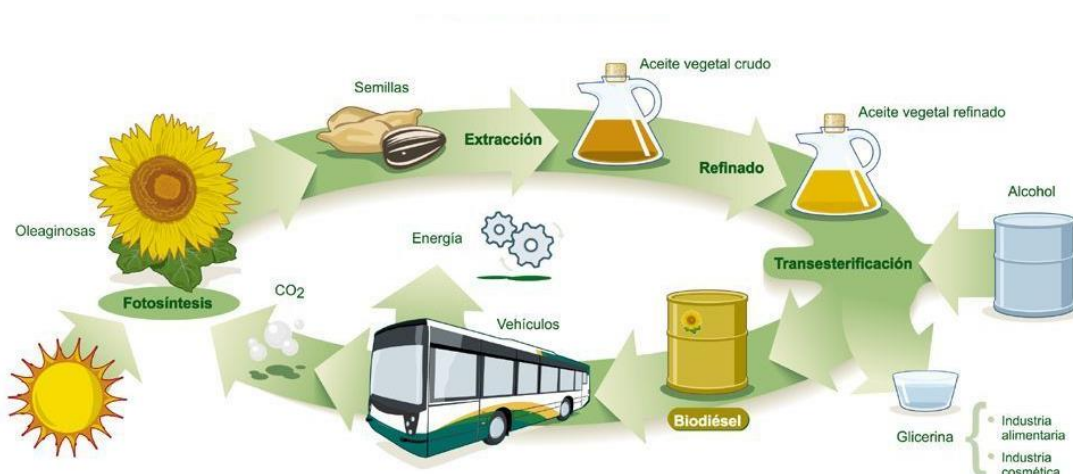 Semillas
Extracción
Aceite vegetal crudo
Refinado
Aceite vegetal refinado
Alcohol
Oleaginosas
Fotosíntesis
CO2
Energía
Vehículos
Transesterificación
Biodiésel
Glicerina
• Industria
alimentaria
• Industria
cosmética